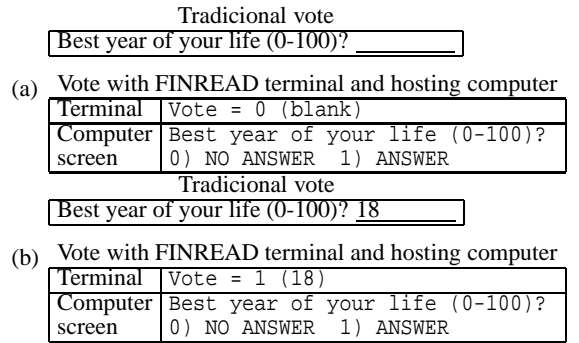 Tradicional vote
Best year of your life (0-100)?
(a) Vote with FINREAD terminal and hosting computer
Terminal Vote = 0 (blank)
Computer Best year of your life (0-100)?
screen 0) NO ANSWER 1) ANSWER
Tradicional vote
Best year of your life (0-100)? 18
(b) Vote with FINREAD terminal and hosting computer
Terminal Vote = 1 (18)
Computer Best year of your life (0-100)?
screen 0) NO ANSWER 1) ANSWER